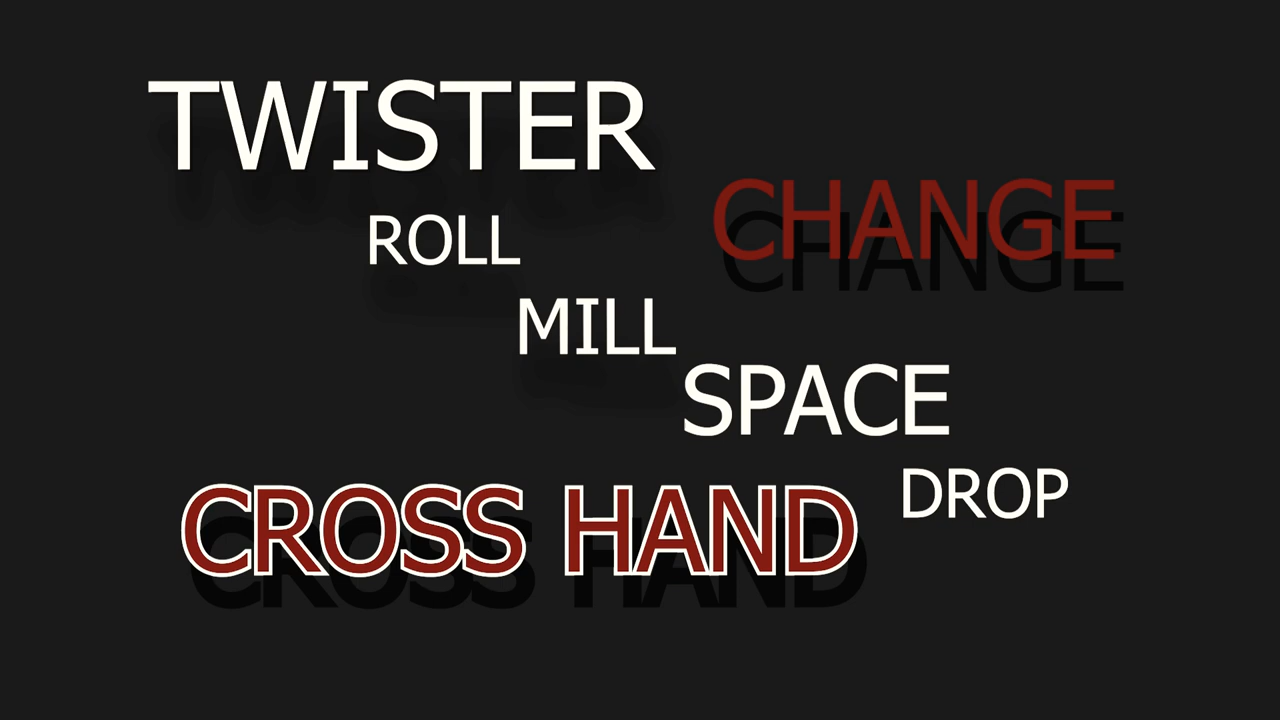 TWISTER
CHANGE
ROLL
MILL
SPACE
DROP
CROSS HAND